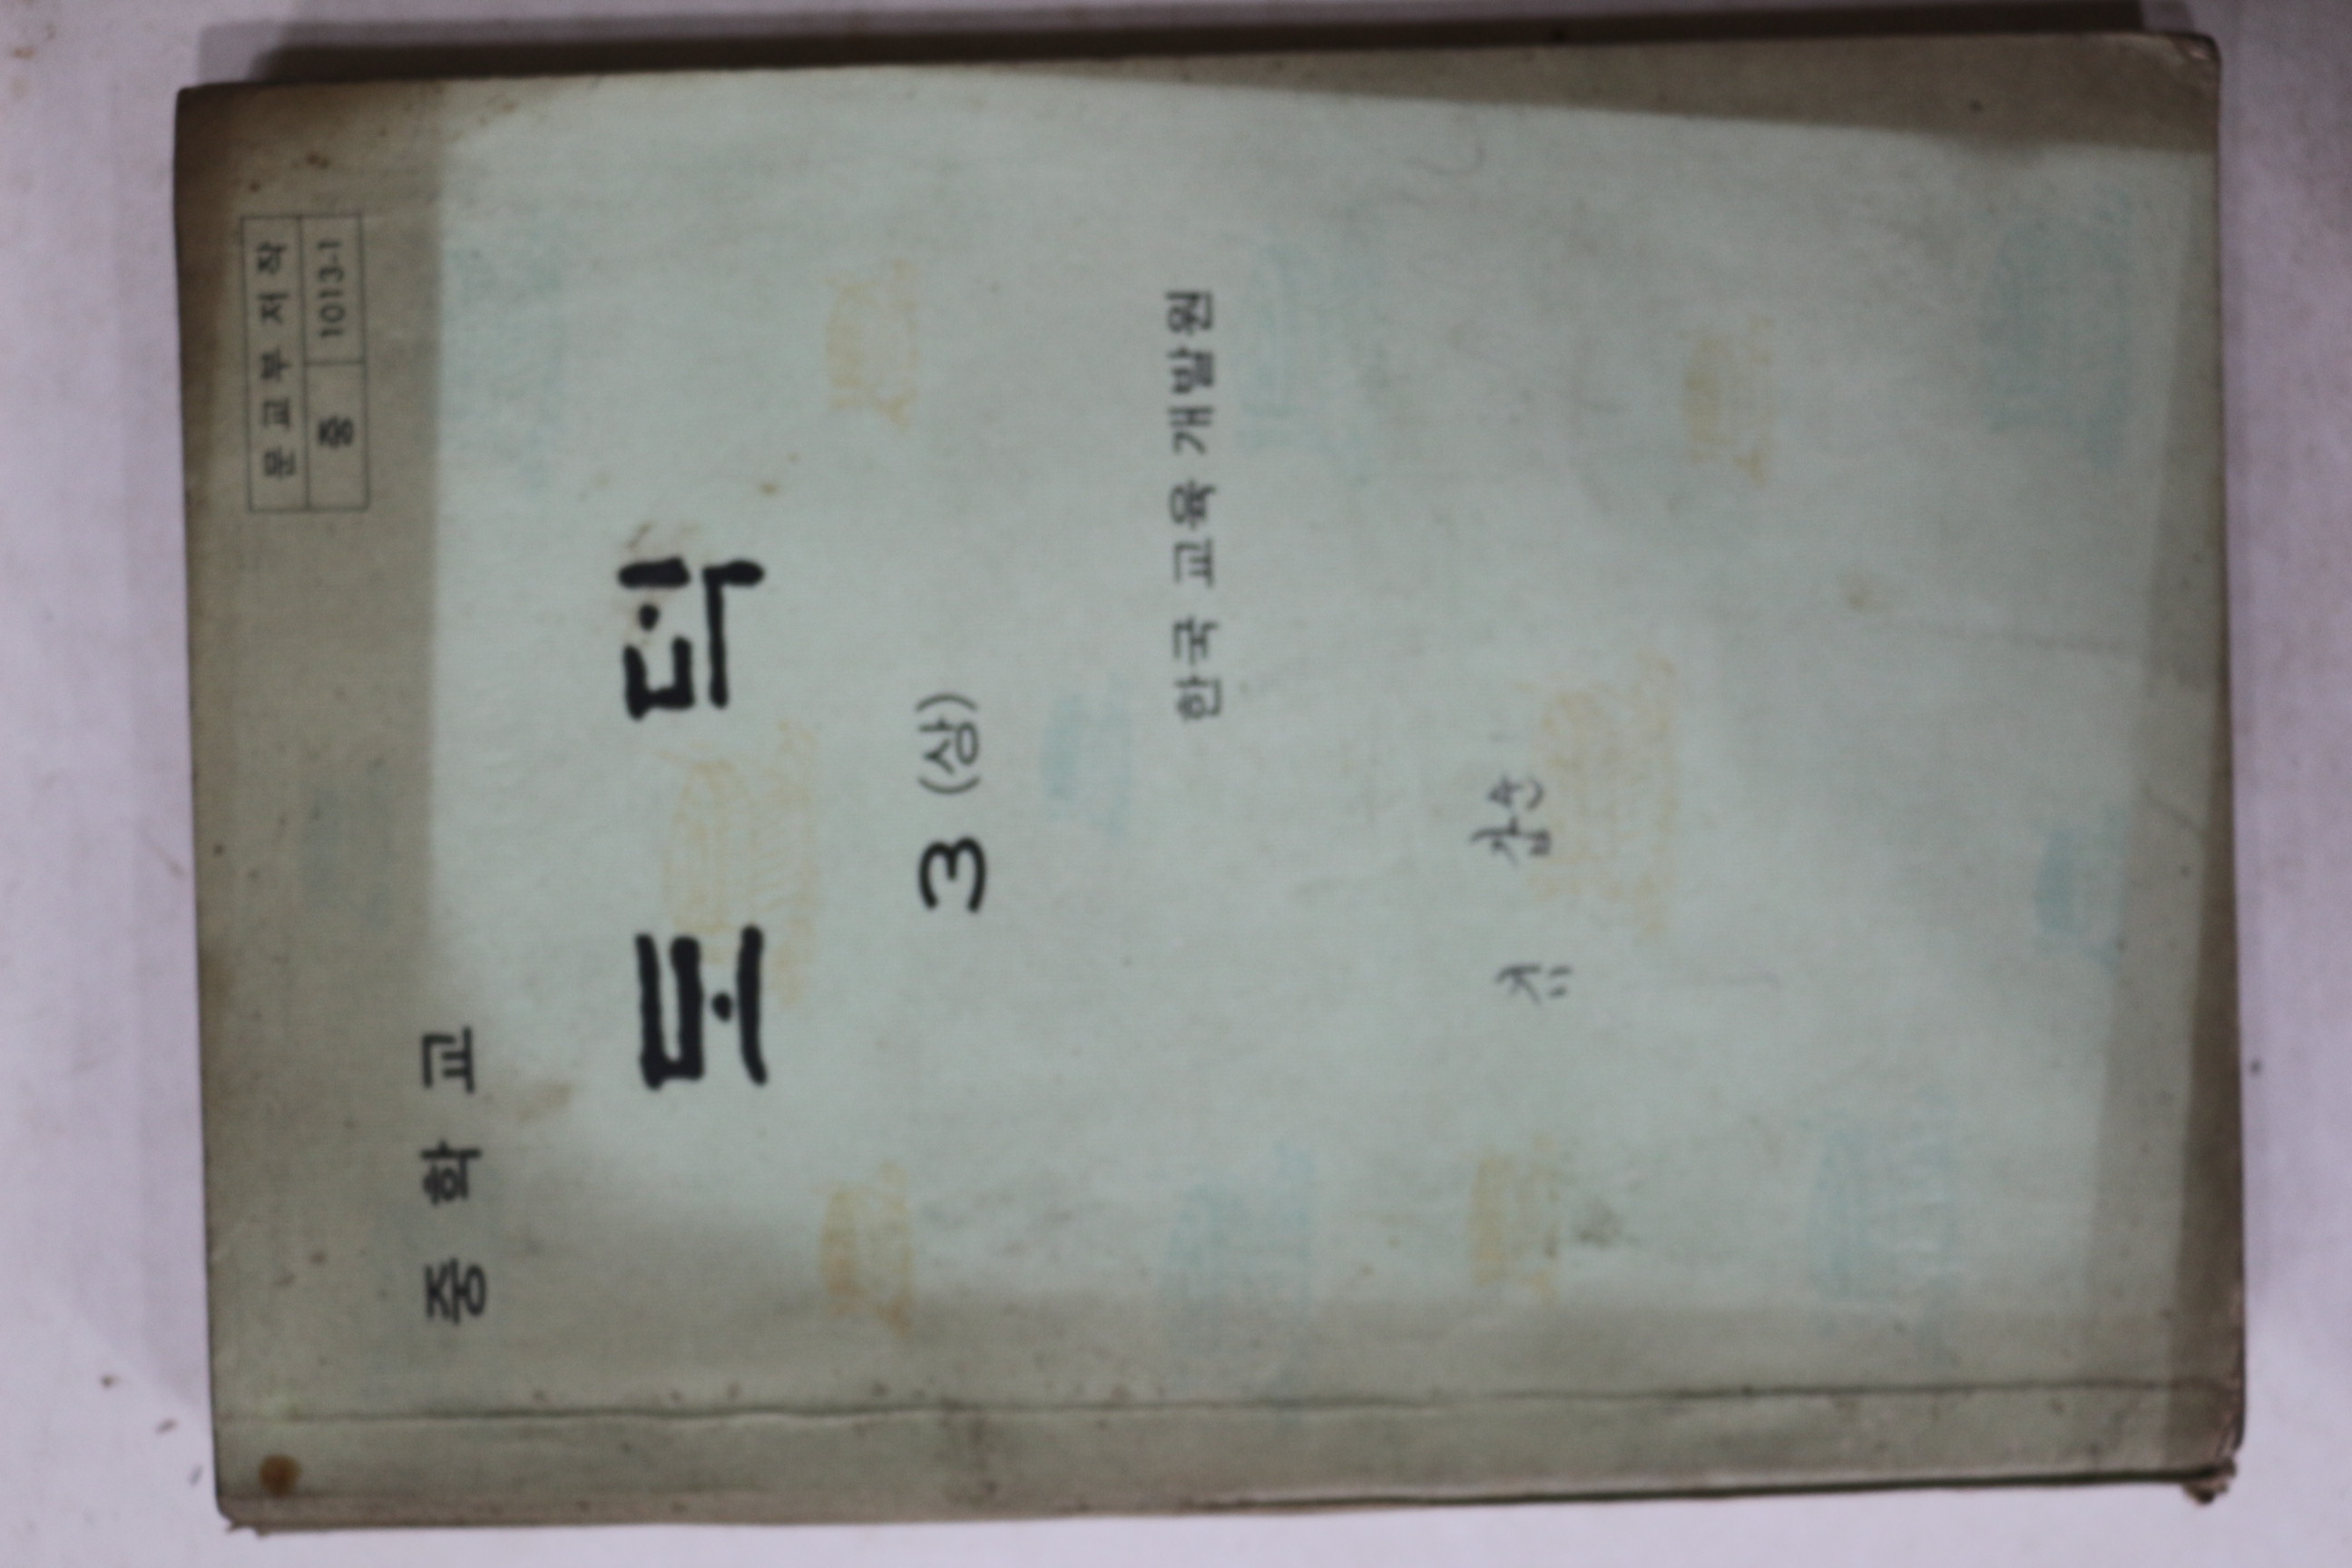 문교부 저작
중 1013-1
중학교
도덕
3 (상)
한국 교육 개발원